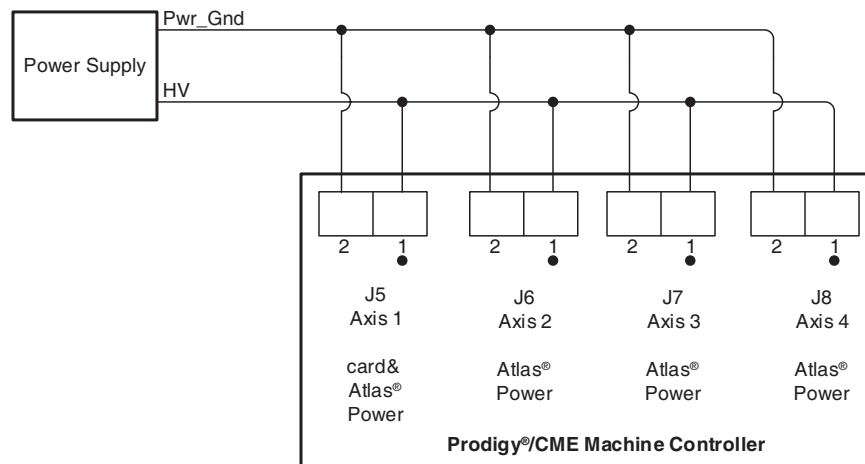 Pwr_Gnd
Power Supply
HV
2 1 2 1 2 1 2 1
J5 J6 J7 J8
Axis 1 Axis 2 Axis 3 Axis 4
card& Atlas® Atlas® Atlas®
Atlas® Power Power Power
Power
Prodigy®/CME Machine Controller